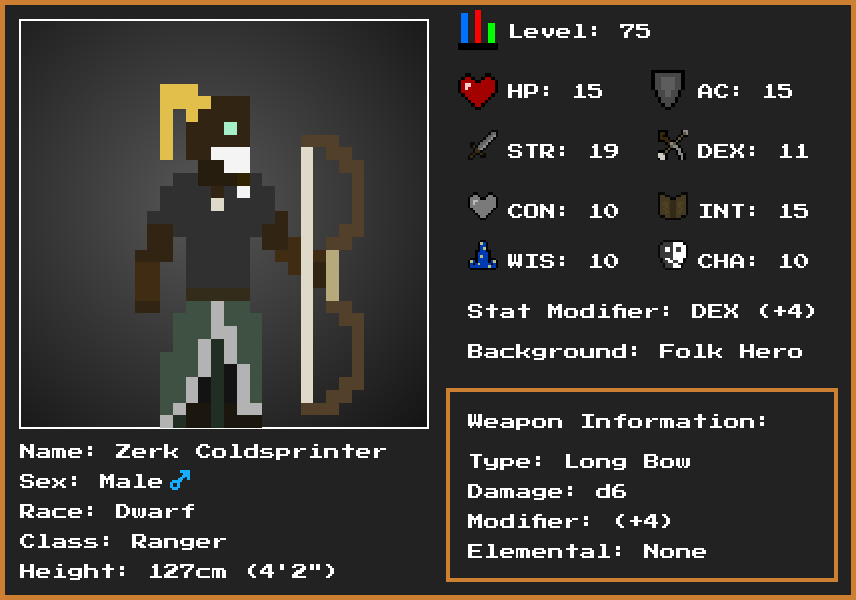 Level: 75
HP: 15 AC: 15
STR: 19 DEX: 11
CON: 10 INT: 15
WIS: 10 CHA: 10
Stat Modifier: DEX (+4)
Background: Folk Hero
Weapon Information:
Type: Long Bow
Damage: d6
Modifier: (+4)
Elemental: None
Name: Zerk Coldsprinter
Sex: Male ♂
Race: Dwarf
Class: Ranger
Height: 127cm (4'2")